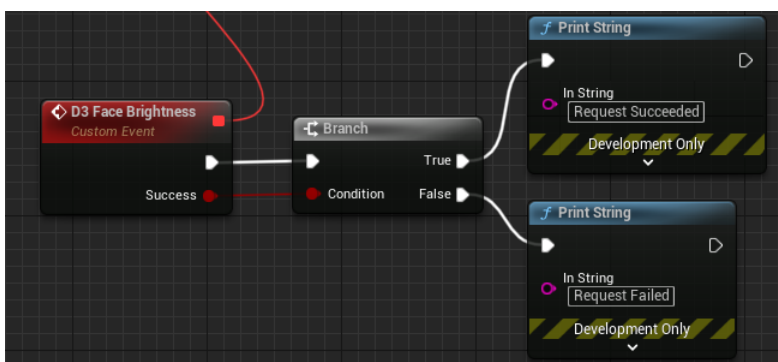 f Print String
In String
Request Succeeded
Development Only
D3 Face Brightness
Custom Event
Success
Branch
True
Condition
False
f Print String
In String
Request Failed
Development Only